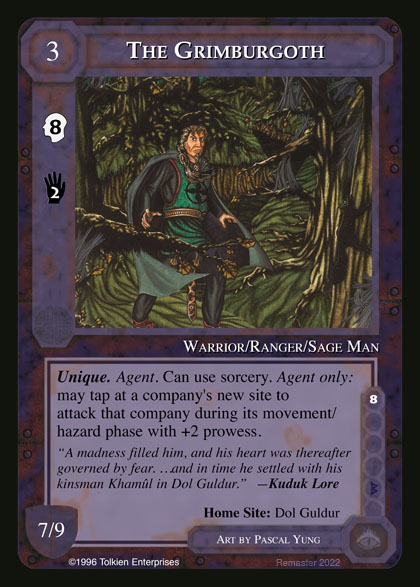 3
THE GRIMBURGOTH
8
2
WARRIOR/RANGER/SAGE MAN
Unique. Agent. Can use sorcery. Agent only:
may tap at a company's new site to
attack that company during its movement/
hazard phase with +2 prowess.
8
"A madness filled him, and his heart was thereafter
governed by fear. …and in time he settled with his
kinsman Khamûl in Dol Guldur." —Kuduk Lore
Home Site: Dol Guldur
7/9
ART BY PASCAL YUNG
©1996 Tolkien Enterprises
Remaster 2022